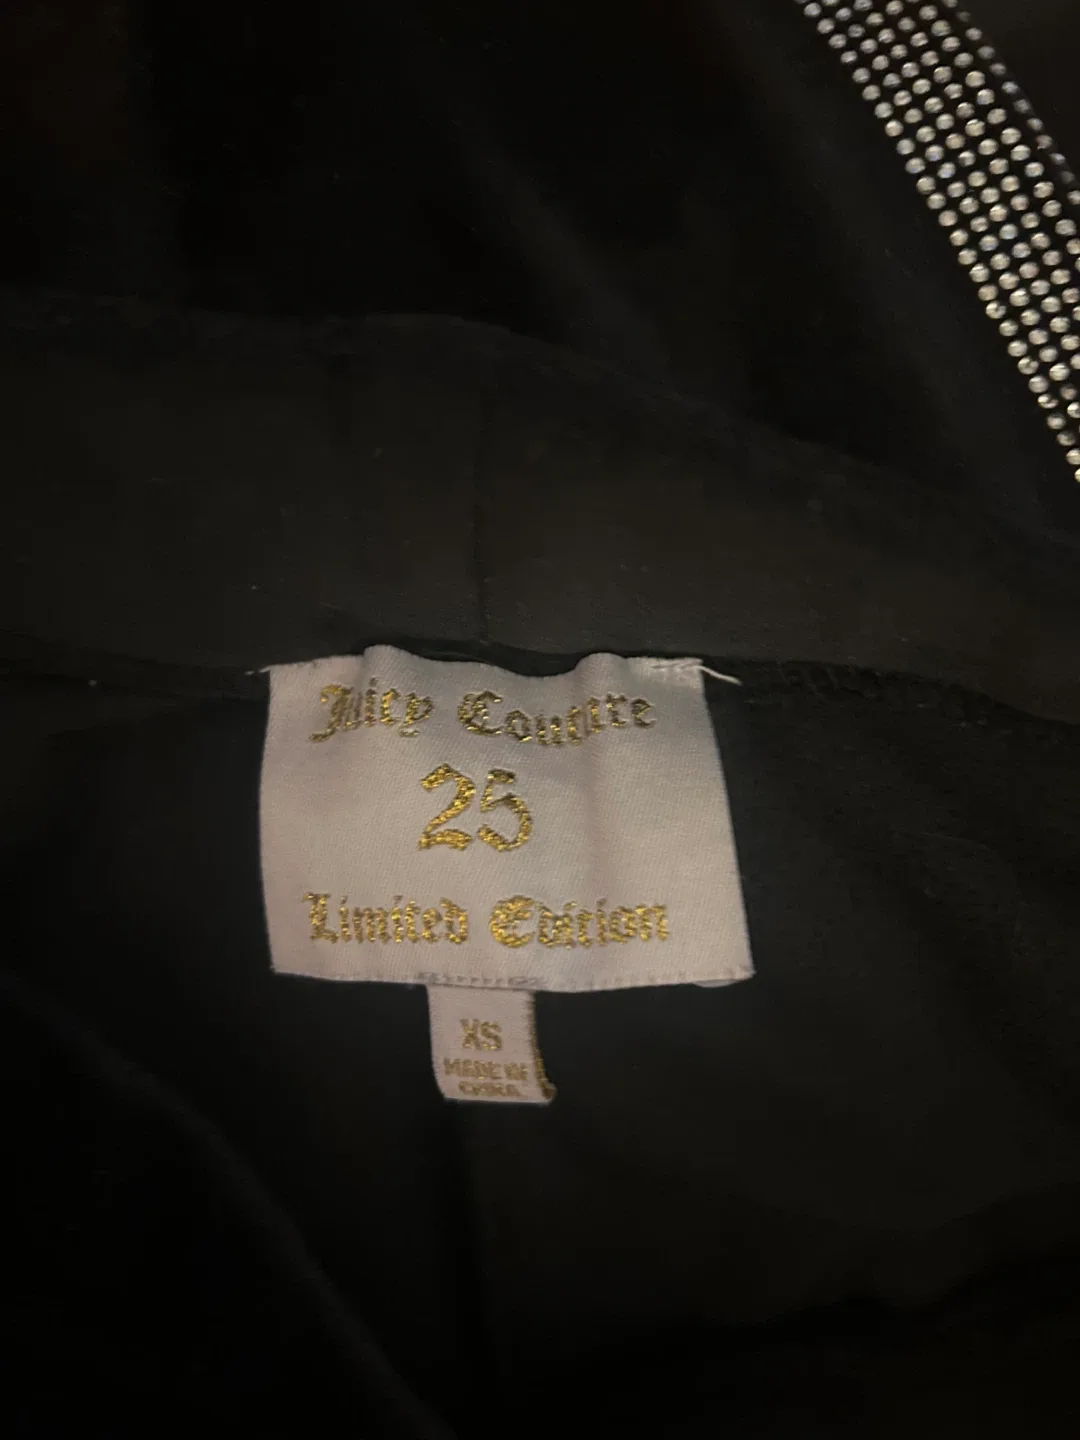 Juicy Couture
25
Limited Edition
XS
MADE IN
CHINA